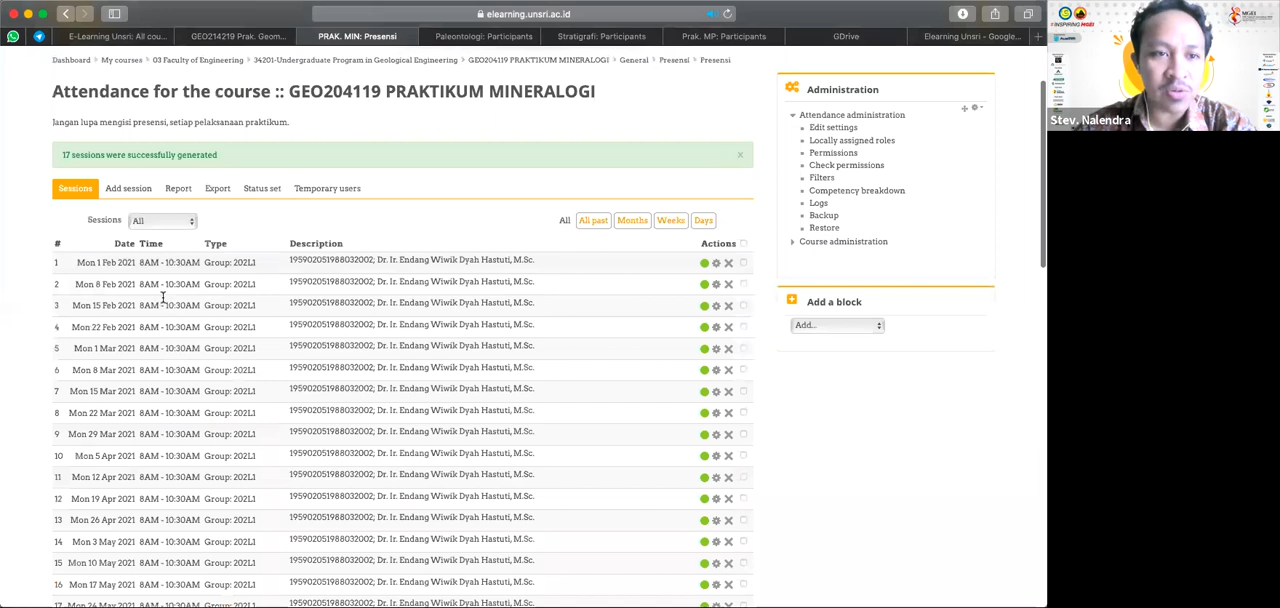 elearning.unsri.ac.id
E-Learning Unsri: All cou...
GEO214219 Prak. Geom...
PRAK. MIN: Presensi
Paleontologi: Participants
Stratigrafi: Participants
Prak. MP: Participants
GDrive
Elearning Unsri - Google...
Dashboard > My courses > 03 Faculty of Engineering > 34201-Undergraduate Program in Geological Engineering > GEO204119 PRAKTIKUM MINERALOGI > General > Presensi > Presensi
Attendance for the course :: GEO204119 PRAKTIKUM MINERALOGI
Jangan lupa mengisi presensi, setiap pelaksanaan praktikum.
17 sessions were successfully generated ×
Sessions Add session Report Export Status set Temporary users
Sessions All All All past Months Weeks Days
# Date Time Type Description Actions
1 Mon 1 Feb 2021 8AM - 10:30AM Group: 202L1 195902051988032002; Dr. Ir. Endang Wiwik Dyah Hastuti, M.Sc.
2 Mon 8 Feb 2021 8AM - 10:30AM Group: 202L1 195902051988032002; Dr. Ir. Endang Wiwik Dyah Hastuti, M.Sc.
3 Mon 15 Feb 2021 8AM - 10:30AM Group: 202L1 195902051988032002; Dr. Ir. Endang Wiwik Dyah Hastuti, M.Sc.
4 Mon 22 Feb 2021 8AM - 10:30AM Group: 202L1 195902051988032002; Dr. Ir. Endang Wiwik Dyah Hastuti, M.Sc.
5 Mon 1 Mar 2021 8AM - 10:30AM Group: 202L1 195902051988032002; Dr. Ir. Endang Wiwik Dyah Hastuti, M.Sc.
6 Mon 8 Mar 2021 8AM - 10:30AM Group: 202L1 195902051988032002; Dr. Ir. Endang Wiwik Dyah Hastuti, M.Sc.
7 Mon 15 Mar 2021 8AM - 10:30AM Group: 202L1 195902051988032002; Dr. Ir. Endang Wiwik Dyah Hastuti, M.Sc.
8 Mon 22 Mar 2021 8AM - 10:30AM Group: 202L1 195902051988032002; Dr. Ir. Endang Wiwik Dyah Hastuti, M.Sc.
9 Mon 29 Mar 2021 8AM - 10:30AM Group: 202L1 195902051988032002; Dr. Ir. Endang Wiwik Dyah Hastuti, M.Sc.
10 Mon 5 Apr 2021 8AM - 10:30AM Group: 202L1 195902051988032002; Dr. Ir. Endang Wiwik Dyah Hastuti, M.Sc.
11 Mon 12 Apr 2021 8AM - 10:30AM Group: 202L1 195902051988032002; Dr. Ir. Endang Wiwik Dyah Hastuti, M.Sc.
12 Mon 19 Apr 2021 8AM - 10:30AM Group: 202L1 195902051988032002; Dr. Ir. Endang Wiwik Dyah Hastuti, M.Sc.
13 Mon 26 Apr 2021 8AM - 10:30AM Group: 202L1 195902051988032002; Dr. Ir. Endang Wiwik Dyah Hastuti, M.Sc.
14 Mon 3 May 2021 8AM - 10:30AM Group: 202L1 195902051988032002; Dr. Ir. Endang Wiwik Dyah Hastuti, M.Sc.
15 Mon 10 May 2021 8AM - 10:30AM Group: 202L1 195902051988032002; Dr. Ir. Endang Wiwik Dyah Hastuti, M.Sc.
16 Mon 17 May 2021 8AM - 10:30AM Group: 202L1 195902051988032002; Dr. Ir. Endang Wiwik Dyah Hastuti, M.Sc.
17 Mon 24 May 2021 8AM - 10:30AM Group: 202L1 195902051988032002; Dr. Ir. Endang Wiwik Dyah Hastuti, M.Sc.
Administration
Attendance administration
Edit settings
Locally assigned roles
Permissions
Check permissions
Filters
Competency breakdown
Logs
Backup
Restore
Course administration
Add a block
Add...
#INSPIRING MGEI
Stev. Nalendra